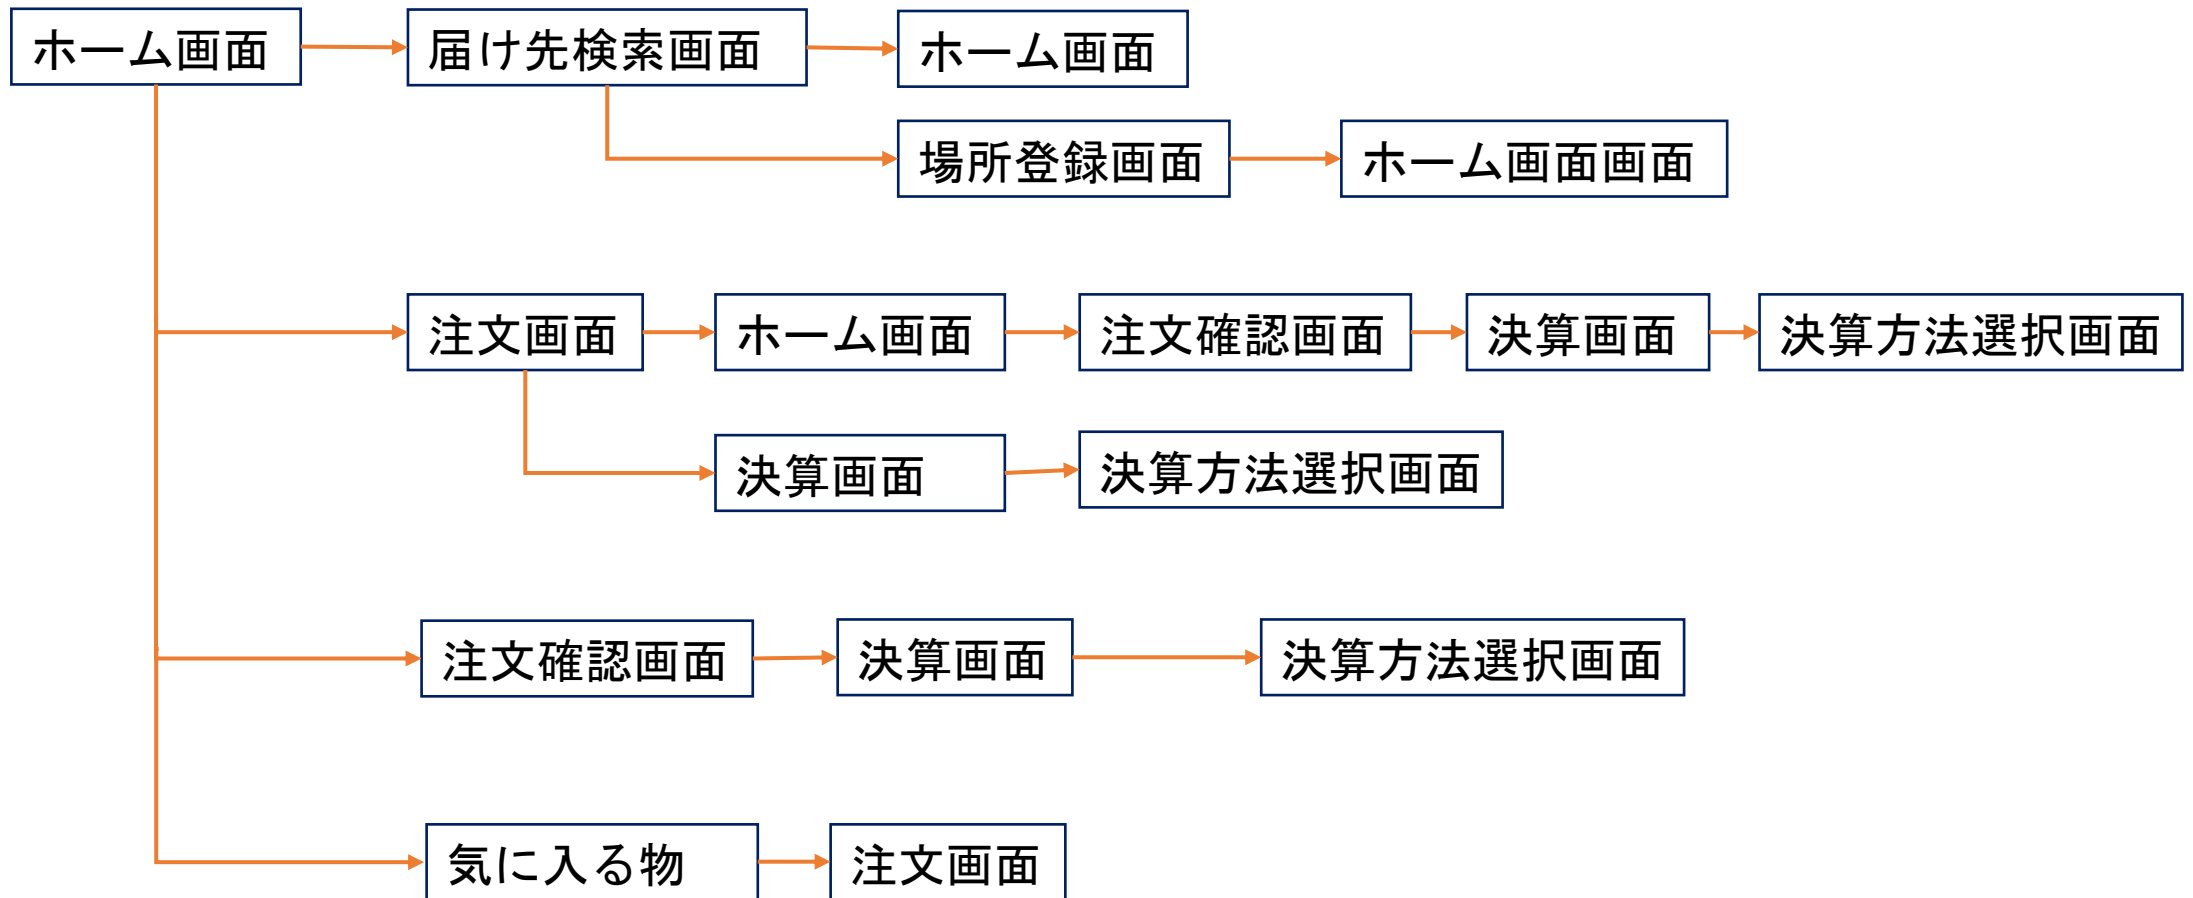 ホーム画面
届け先検索画面
ホーム画面
場所登録画面
ホーム画面画面
注文画面
ホーム画面
注文確認画面
決算画面
決算方法選択画面
決算画面
決算方法選択画面
注文確認画面
決算画面
決算方法選択画面
気に入る物
注文画面